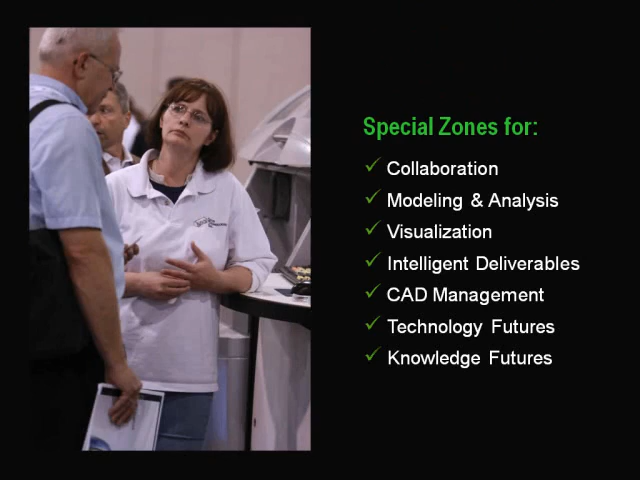 Special Zones for:
Collaboration
Modeling & Analysis
Visualization
Intelligent Deliverables
CAD Management
Technology Futures
Knowledge Futures